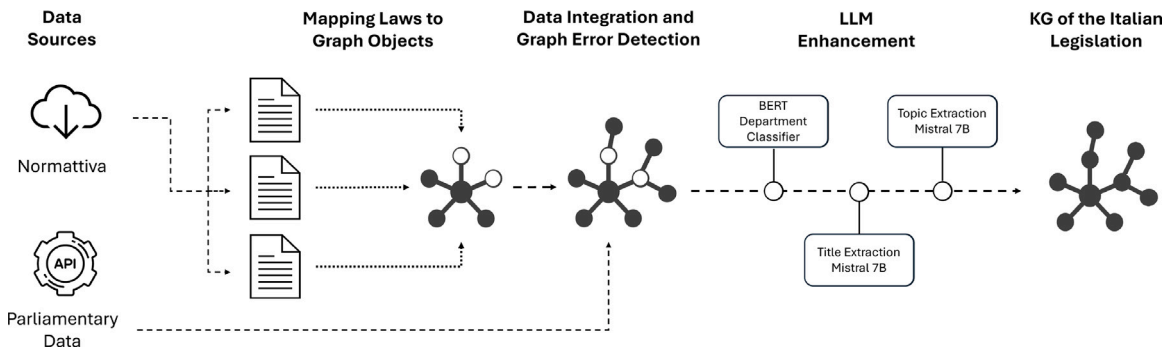 Data
Sources
Mapping Laws to
Graph Objects
Data Integration and
Graph Error Detection
LLM
Enhancement
KG of the Italian
Legislation
Normattiva
API
Parliamentary
Data
BERT
Department
Classifier
Title Extraction
Mistral 7B
Topic Extraction
Mistral 7B